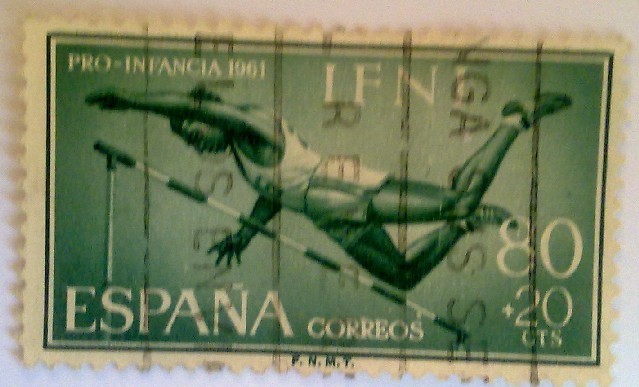 PRO-INFANCIA 1961
IFNI
80
+20
CTS
ESPAÑA CORREOS
F. N. M. T.